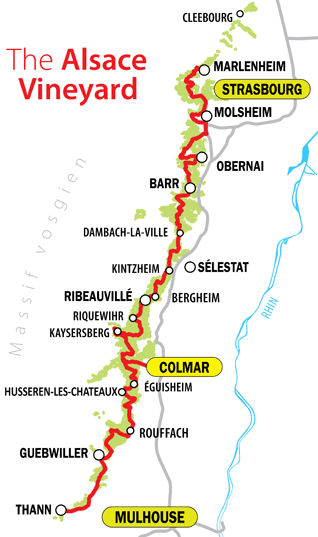 CLEEBOURG
The Alsace
Vineyard
MARLENHEIM
STRASBOURG
MOLSHEIM
OBERNAI
BARR
Massif vosgien
DAMBACH-LA-VILLE
KINTZHEIM
SÉLESTAT
RIBEAUVILLÉ
BERGHEIM
RHIN
RIQUEWIHR
KAYSERSBERG
COLMAR
ÉGUISHEIM
HUSSEREN-LES-CHATEAUX
ROUFFACH
GUEBWILLER
THANN
MULHOUSE